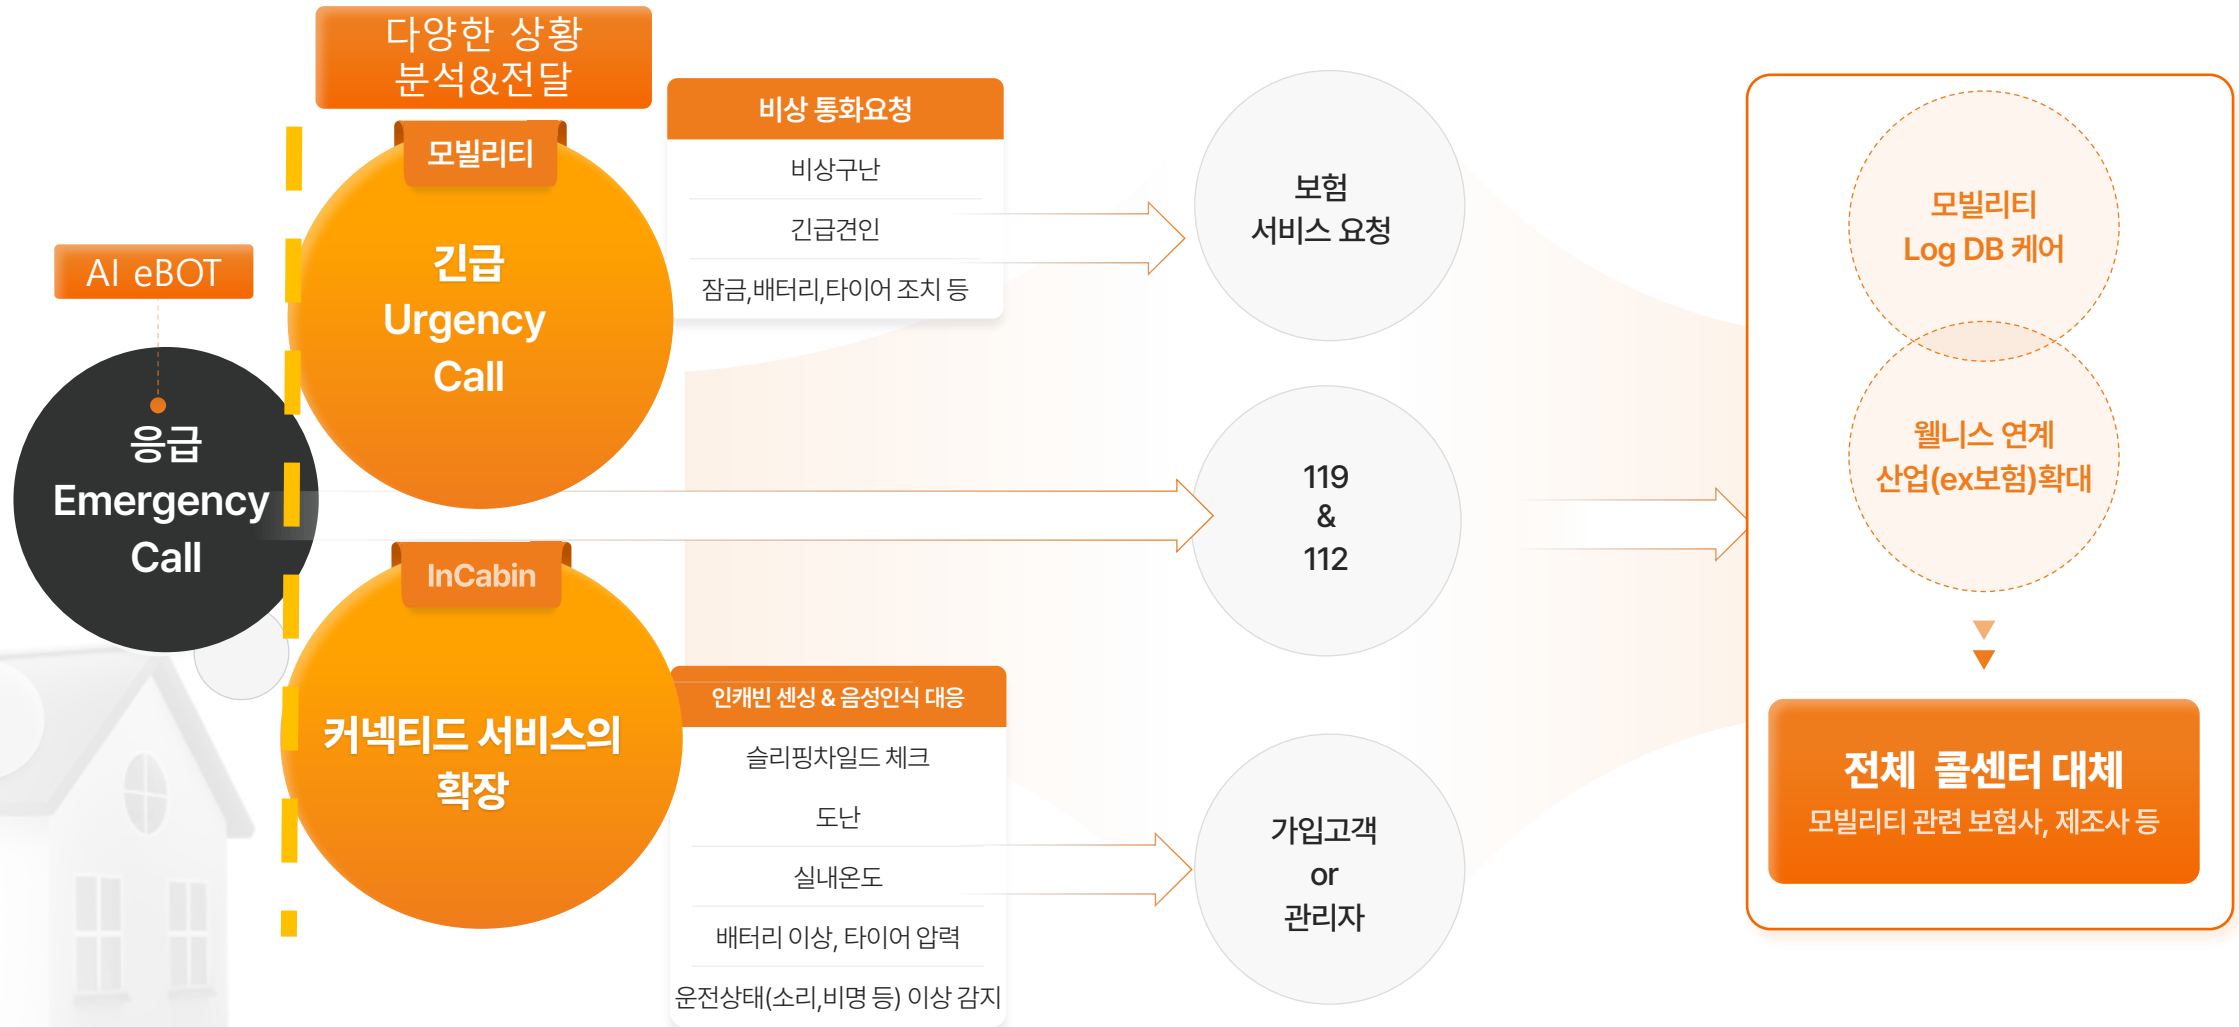 다양한 상황
분석&전달
AI eBOT
응급
Emergency
Call
모빌리티
긴급
Urgency
Call
비상 통화요청
비상구난
긴급견인
잠금,배터리,타이어 조치 등
InCabin
커넥티드 서비스의
확장
인캐빈 센싱 & 음성인식 대응
슬리핑차일드 체크
도난
실내온도
배터리 이상, 타이어 압력
운전상태(소리,비명 등) 이상 감지
보험
서비스 요청
119
&
112
가입고객
or
관리자
모빌리티
Log DB 케어
웰니스 연계
산업(ex보험)확대
전체 콜센터 대체
모빌리티 관련 보험사, 제조사 등